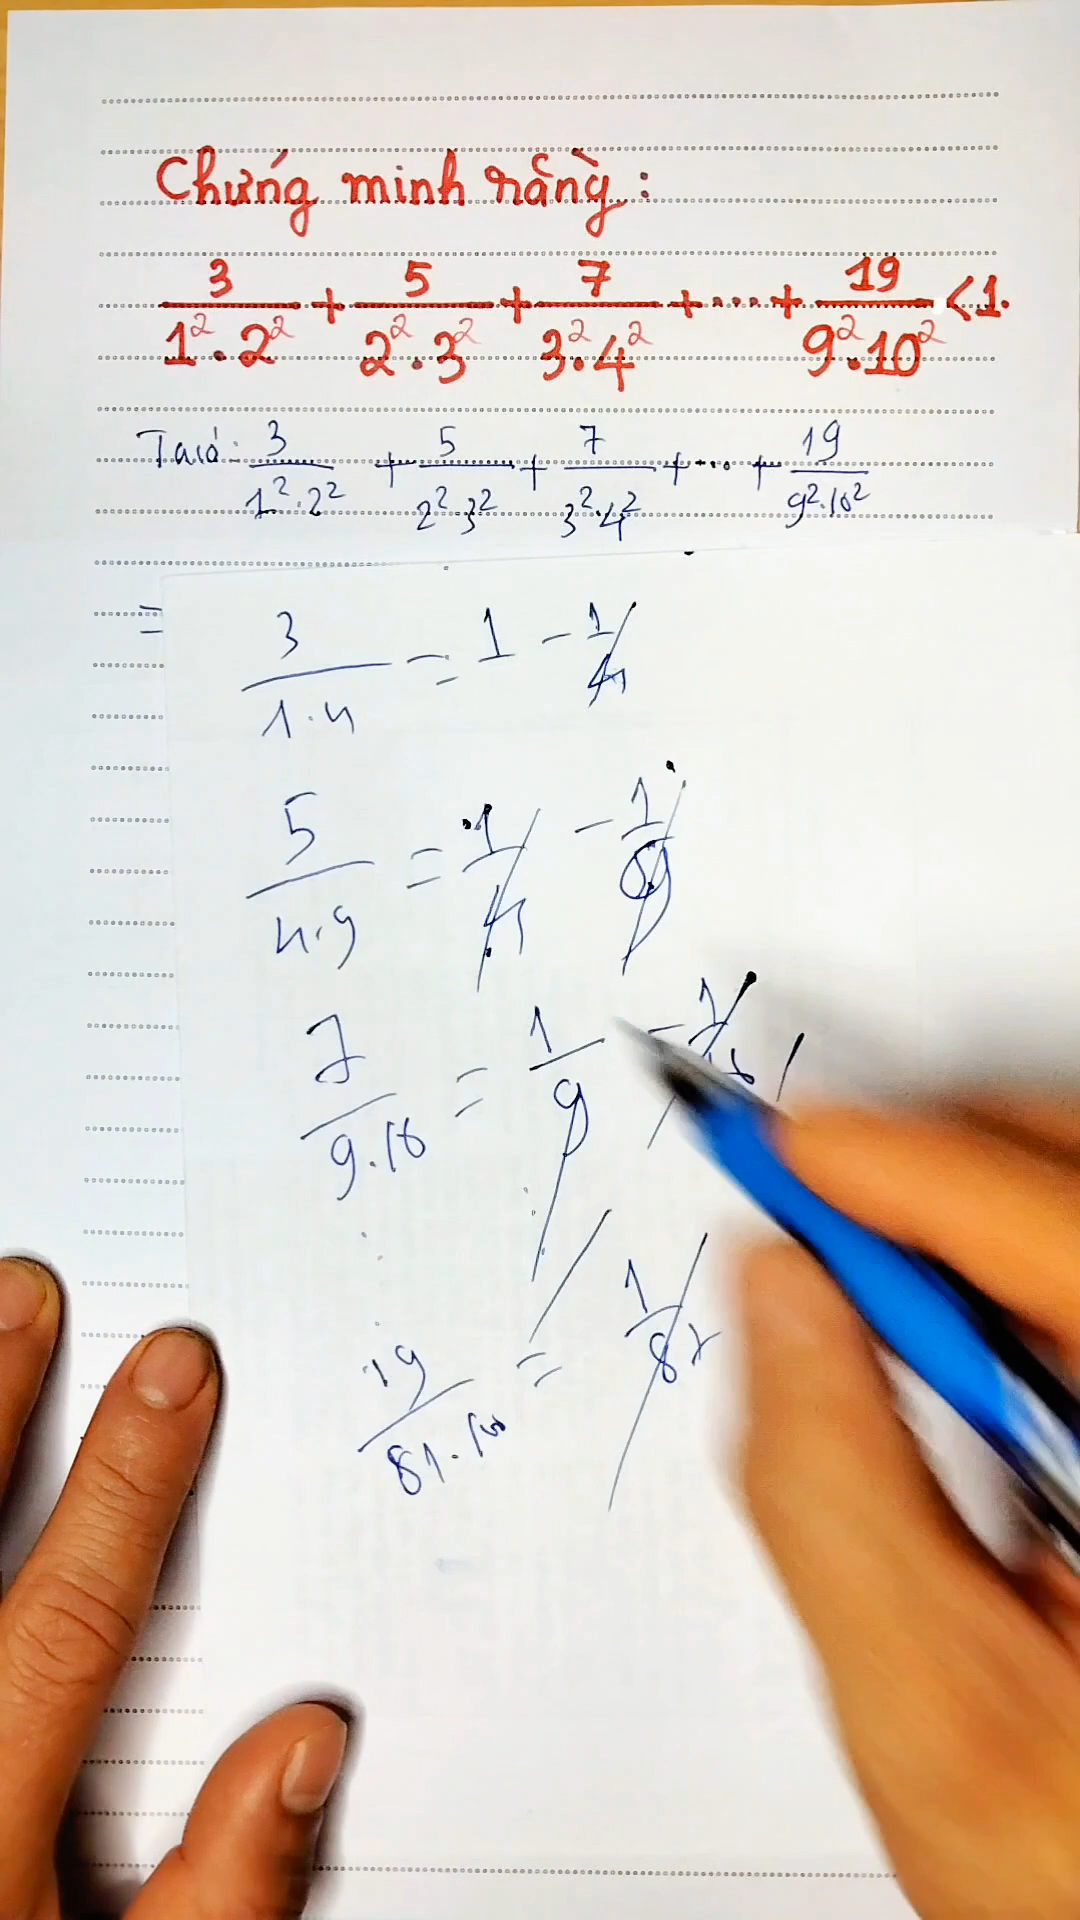 Chứng minh rằng:
3/1².2² + 5/2².3² + 7/3².4² + ... + 19/9².10² < 1.
Ta có: 3/1².2² + 5/2².3² + 7/3².4² + ... + 19/9².10²
=
3/1.4 = 1 - 1/4
5/4.9 = 1/4 - 1/9
7/9.16 = 1/9 - 1/16
19/81.100 = 1/81